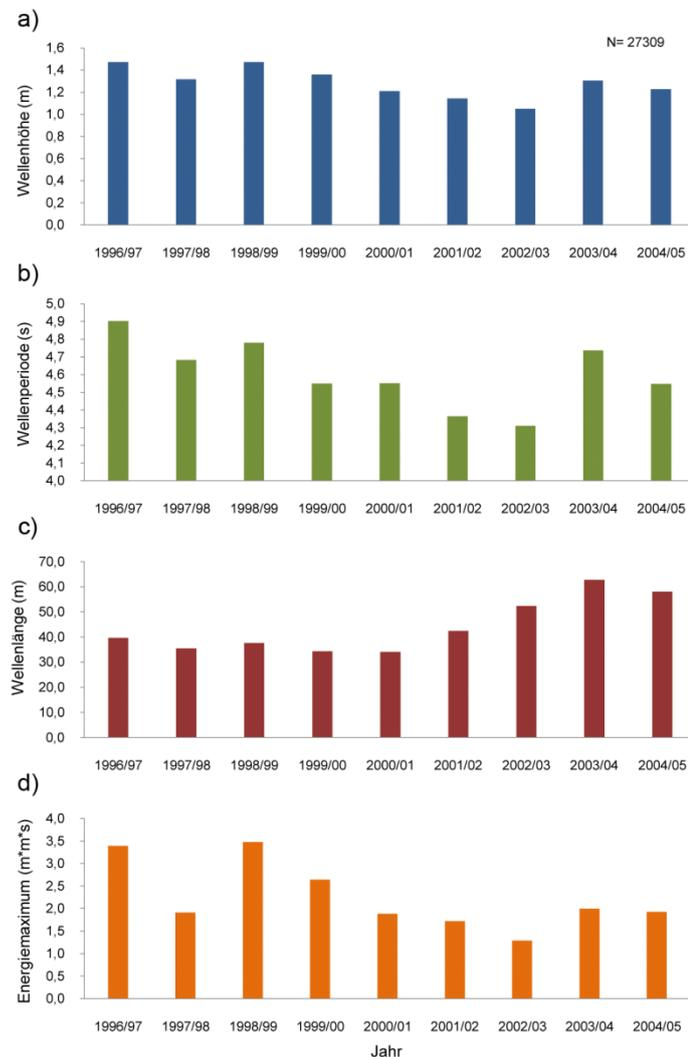 a)
N= 27309
Wellenhöhe (m)
1,6
1,4
1,2
1,0
0,8
0,6
0,4
0,2
0,0
1996/97 1997/98 1998/99 1999/00 2000/01 2001/02 2002/03 2003/04 2004/05
b)
Wellenperiode (s)
5,0
4,9
4,8
4,7
4,6
4,5
4,4
4,3
4,2
4,1
4,0
1996/97 1997/98 1998/99 1999/00 2000/01 2001/02 2002/03 2003/04 2004/05
c)
Wellenlänge (m)
70,0
60,0
50,0
40,0
30,0
20,0
10,0
0,0
1996/97 1997/98 1998/99 1999/00 2000/01 2001/02 2002/03 2003/04 2004/05
d)
Energiemaximum (m*m*s)
4,0
3,5
3,0
2,5
2,0
1,5
1,0
0,5
0,0
1996/97 1997/98 1998/99 1999/00 2000/01 2001/02 2002/03 2003/04 2004/05
Jahr